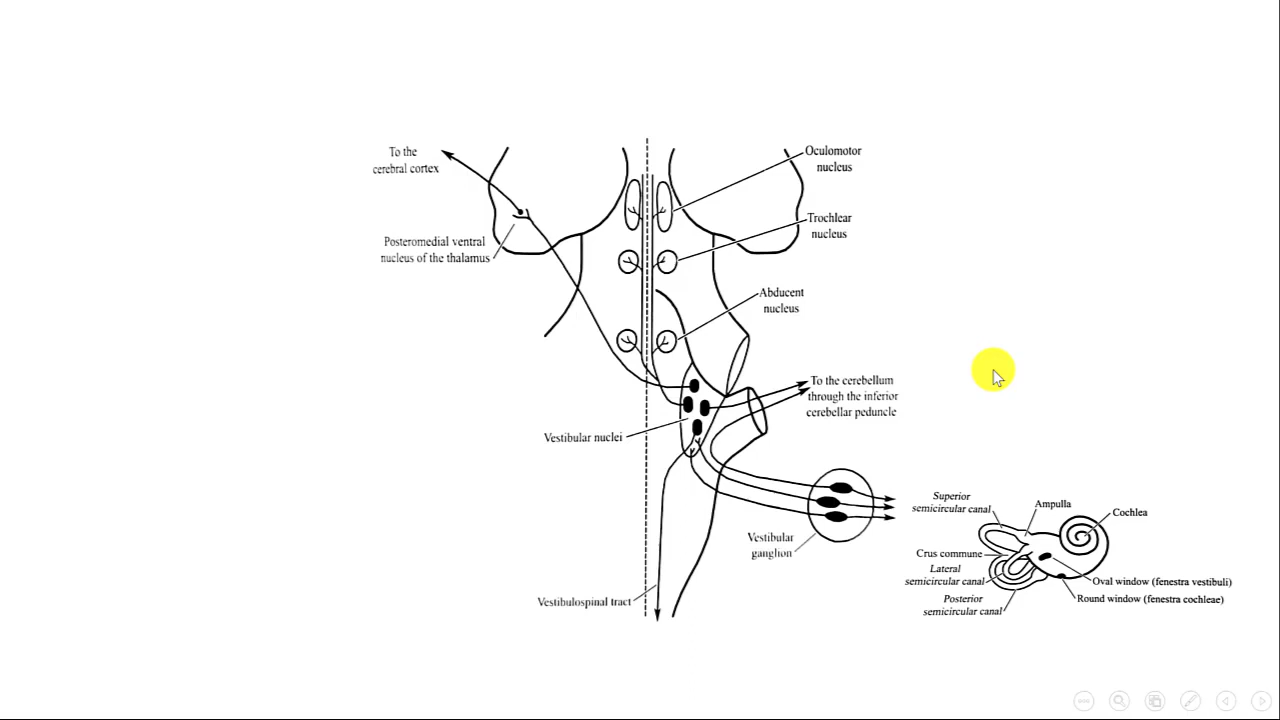 To the
cerebral cortex
Oculomotor
nucleus
Trochlear
nucleus
Posteromedial ventral
nucleus of the thalamus
Abducent
nucleus
To the cerebellum
through the inferior
cerebellar peduncle
Vestibular nuclei
Vestibular
ganglion
Vestibulospinal tract
Superior
semicircular canal
Ampulla
Cochlea
Crus commune
Lateral
semicircular canal
Posterior
semicircular canal
Oval window (fenestra vestibuli)
Round window (fenestra cochleae)